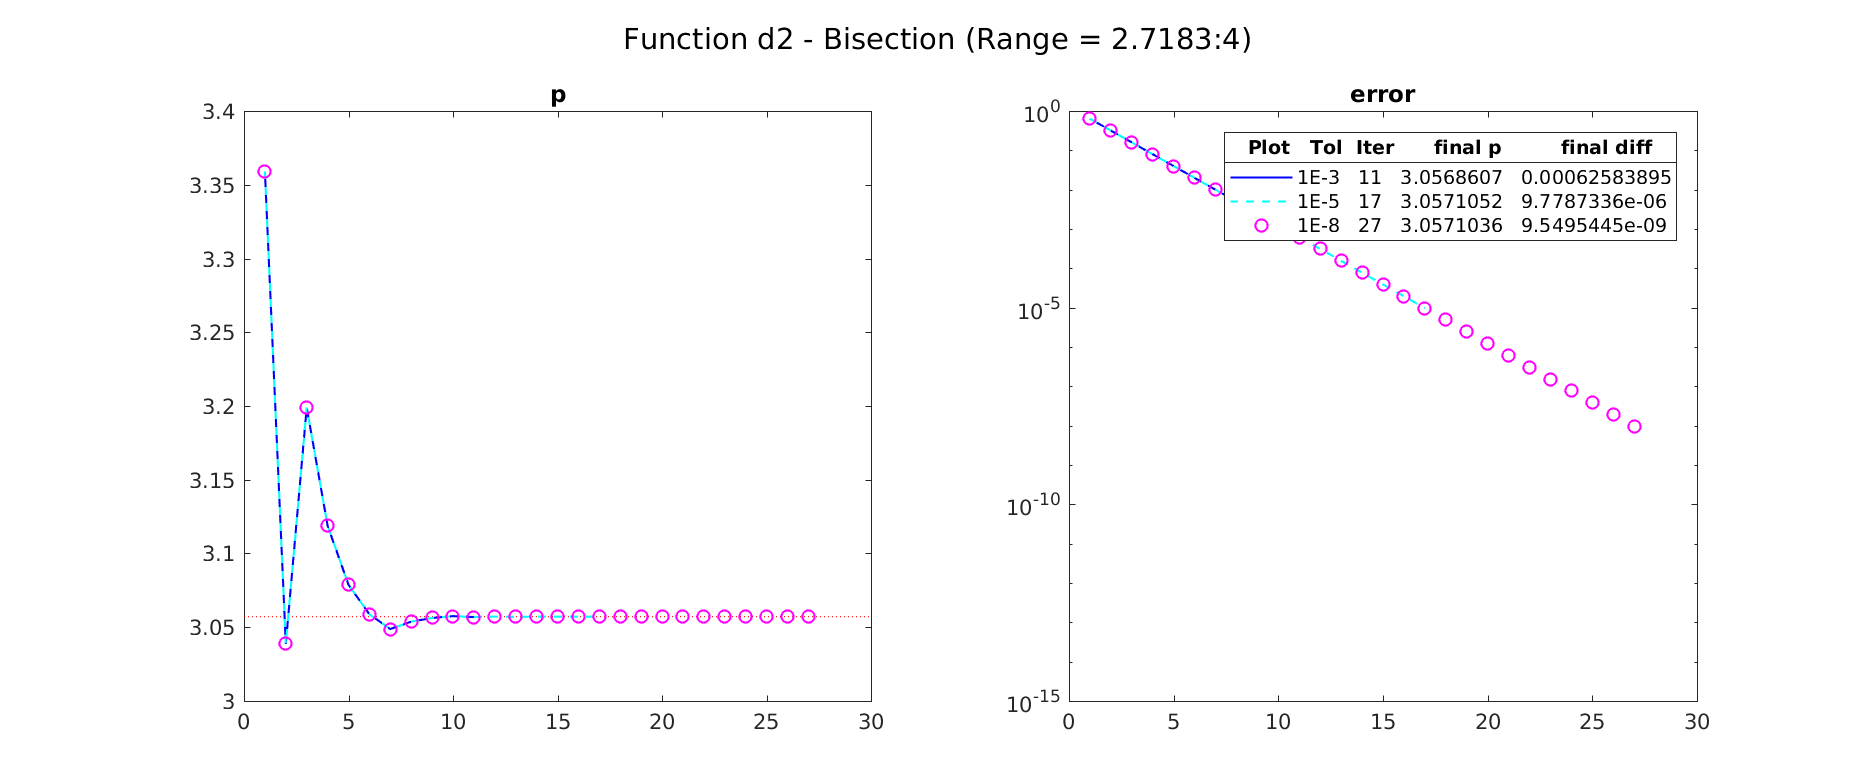 Function d2 - Bisection (Range = 2.7183:4)
p
3.4
3.35
3.3
3.25
3.2
3.15
3.1
3.05
3
0 5 10 15 20 25 30
error
10^0
10^-5
10^-10
10^-15
0 5 10 15 20 25 30
Plot Tol Iter final p final diff
1E-3 11 3.0568607 0.00062583895
1E-5 17 3.0571052 9.7787336e-06
1E-8 27 3.0571036 9.5495445e-09